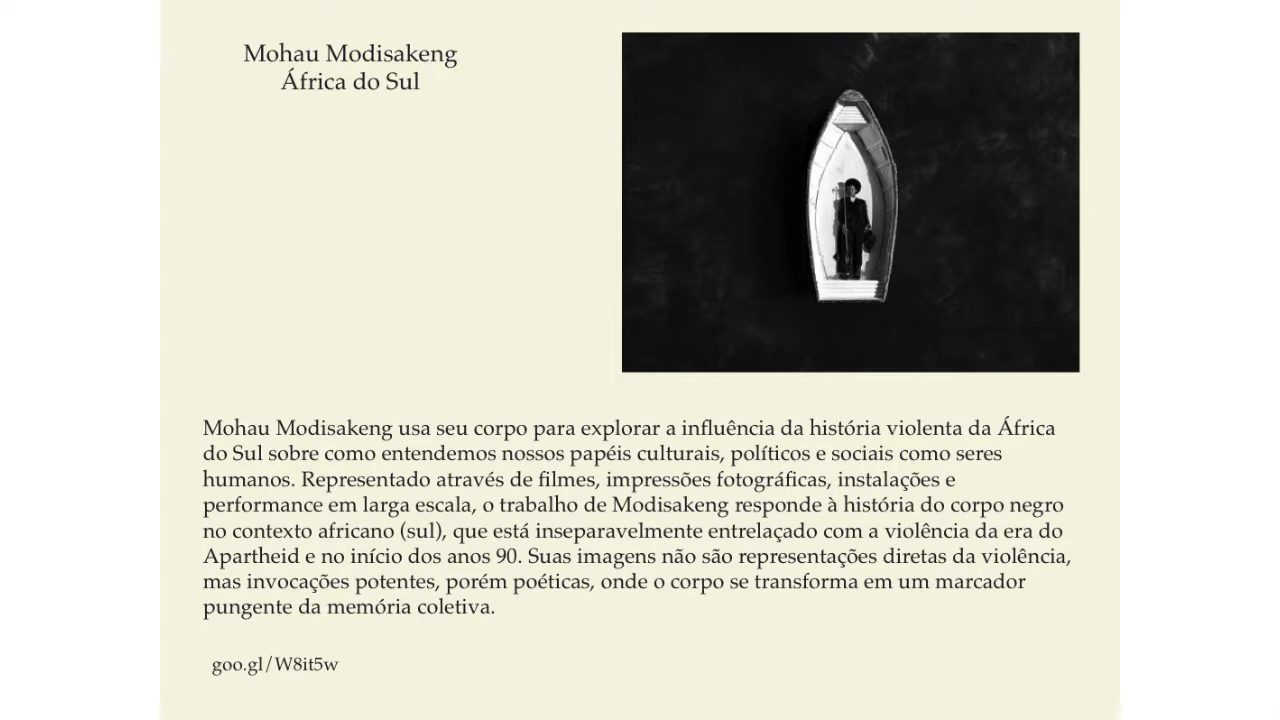 Mohau Modisakeng
África do Sul
Mohau Modisakeng usa seu corpo para explorar a influência da história violenta da África
do Sul sobre como entendemos nossos papéis culturais, políticos e sociais como seres
humanos. Representado através de filmes, impressões fotográficas, instalações e
performance em larga escala, o trabalho de Modisakeng responde à história do corpo negro
no contexto africano (sul), que está inseparavelmente entrelaçado com a violência da era do
Apartheid e no início dos anos 90. Suas imagens não são representações diretas da violência,
mas invocações potentes, porém poéticas, onde o corpo se transforma em um marcador
pungente da memória coletiva.
goo.gl/W8it5w